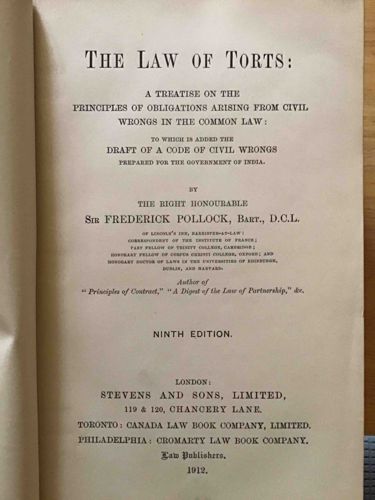 THE LAW OF TORTS:
A TREATISE ON THE
PRINCIPLES OF OBLIGATIONS ARISING FROM CIVIL
WRONGS IN THE COMMON LAW:
TO WHICH IS ADDED THE
DRAFT OF A CODE OF CIVIL WRONGS
PREPARED FOR THE GOVERNMENT OF INDIA.
BY
THE RIGHT HONOURABLE
SIR FREDERICK POLLOCK, BART., D.C.L.
OF LINCOLN'S INN, BARRISTER-AT-LAW:
CORRESPONDENT OF THE INSTITUTE OF FRANCE;
PAST FELLOW OF TRINITY COLLEGE, CAMBRIDGE;
HONORARY FELLOW OF CORPUS CHRISTI COLLEGE, OXFORD; AND
HONORARY DOCTOR OF LAWS IN THE UNIVERSITIES OF EDINBURGH,
DUBLIN, AND HARVARD:
Author of
"Principles of Contract," "A Digest of the Law of Partnership," &c.
NINTH EDITION.
LONDON:
STEVENS AND SONS, LIMITED,
119 & 120, CHANCERY LANE.
TORONTO: CANADA LAW BOOK COMPANY, LIMITED.
PHILADELPHIA: CROMARTY LAW BOOK COMPANY.
Law Publishers.
1912.